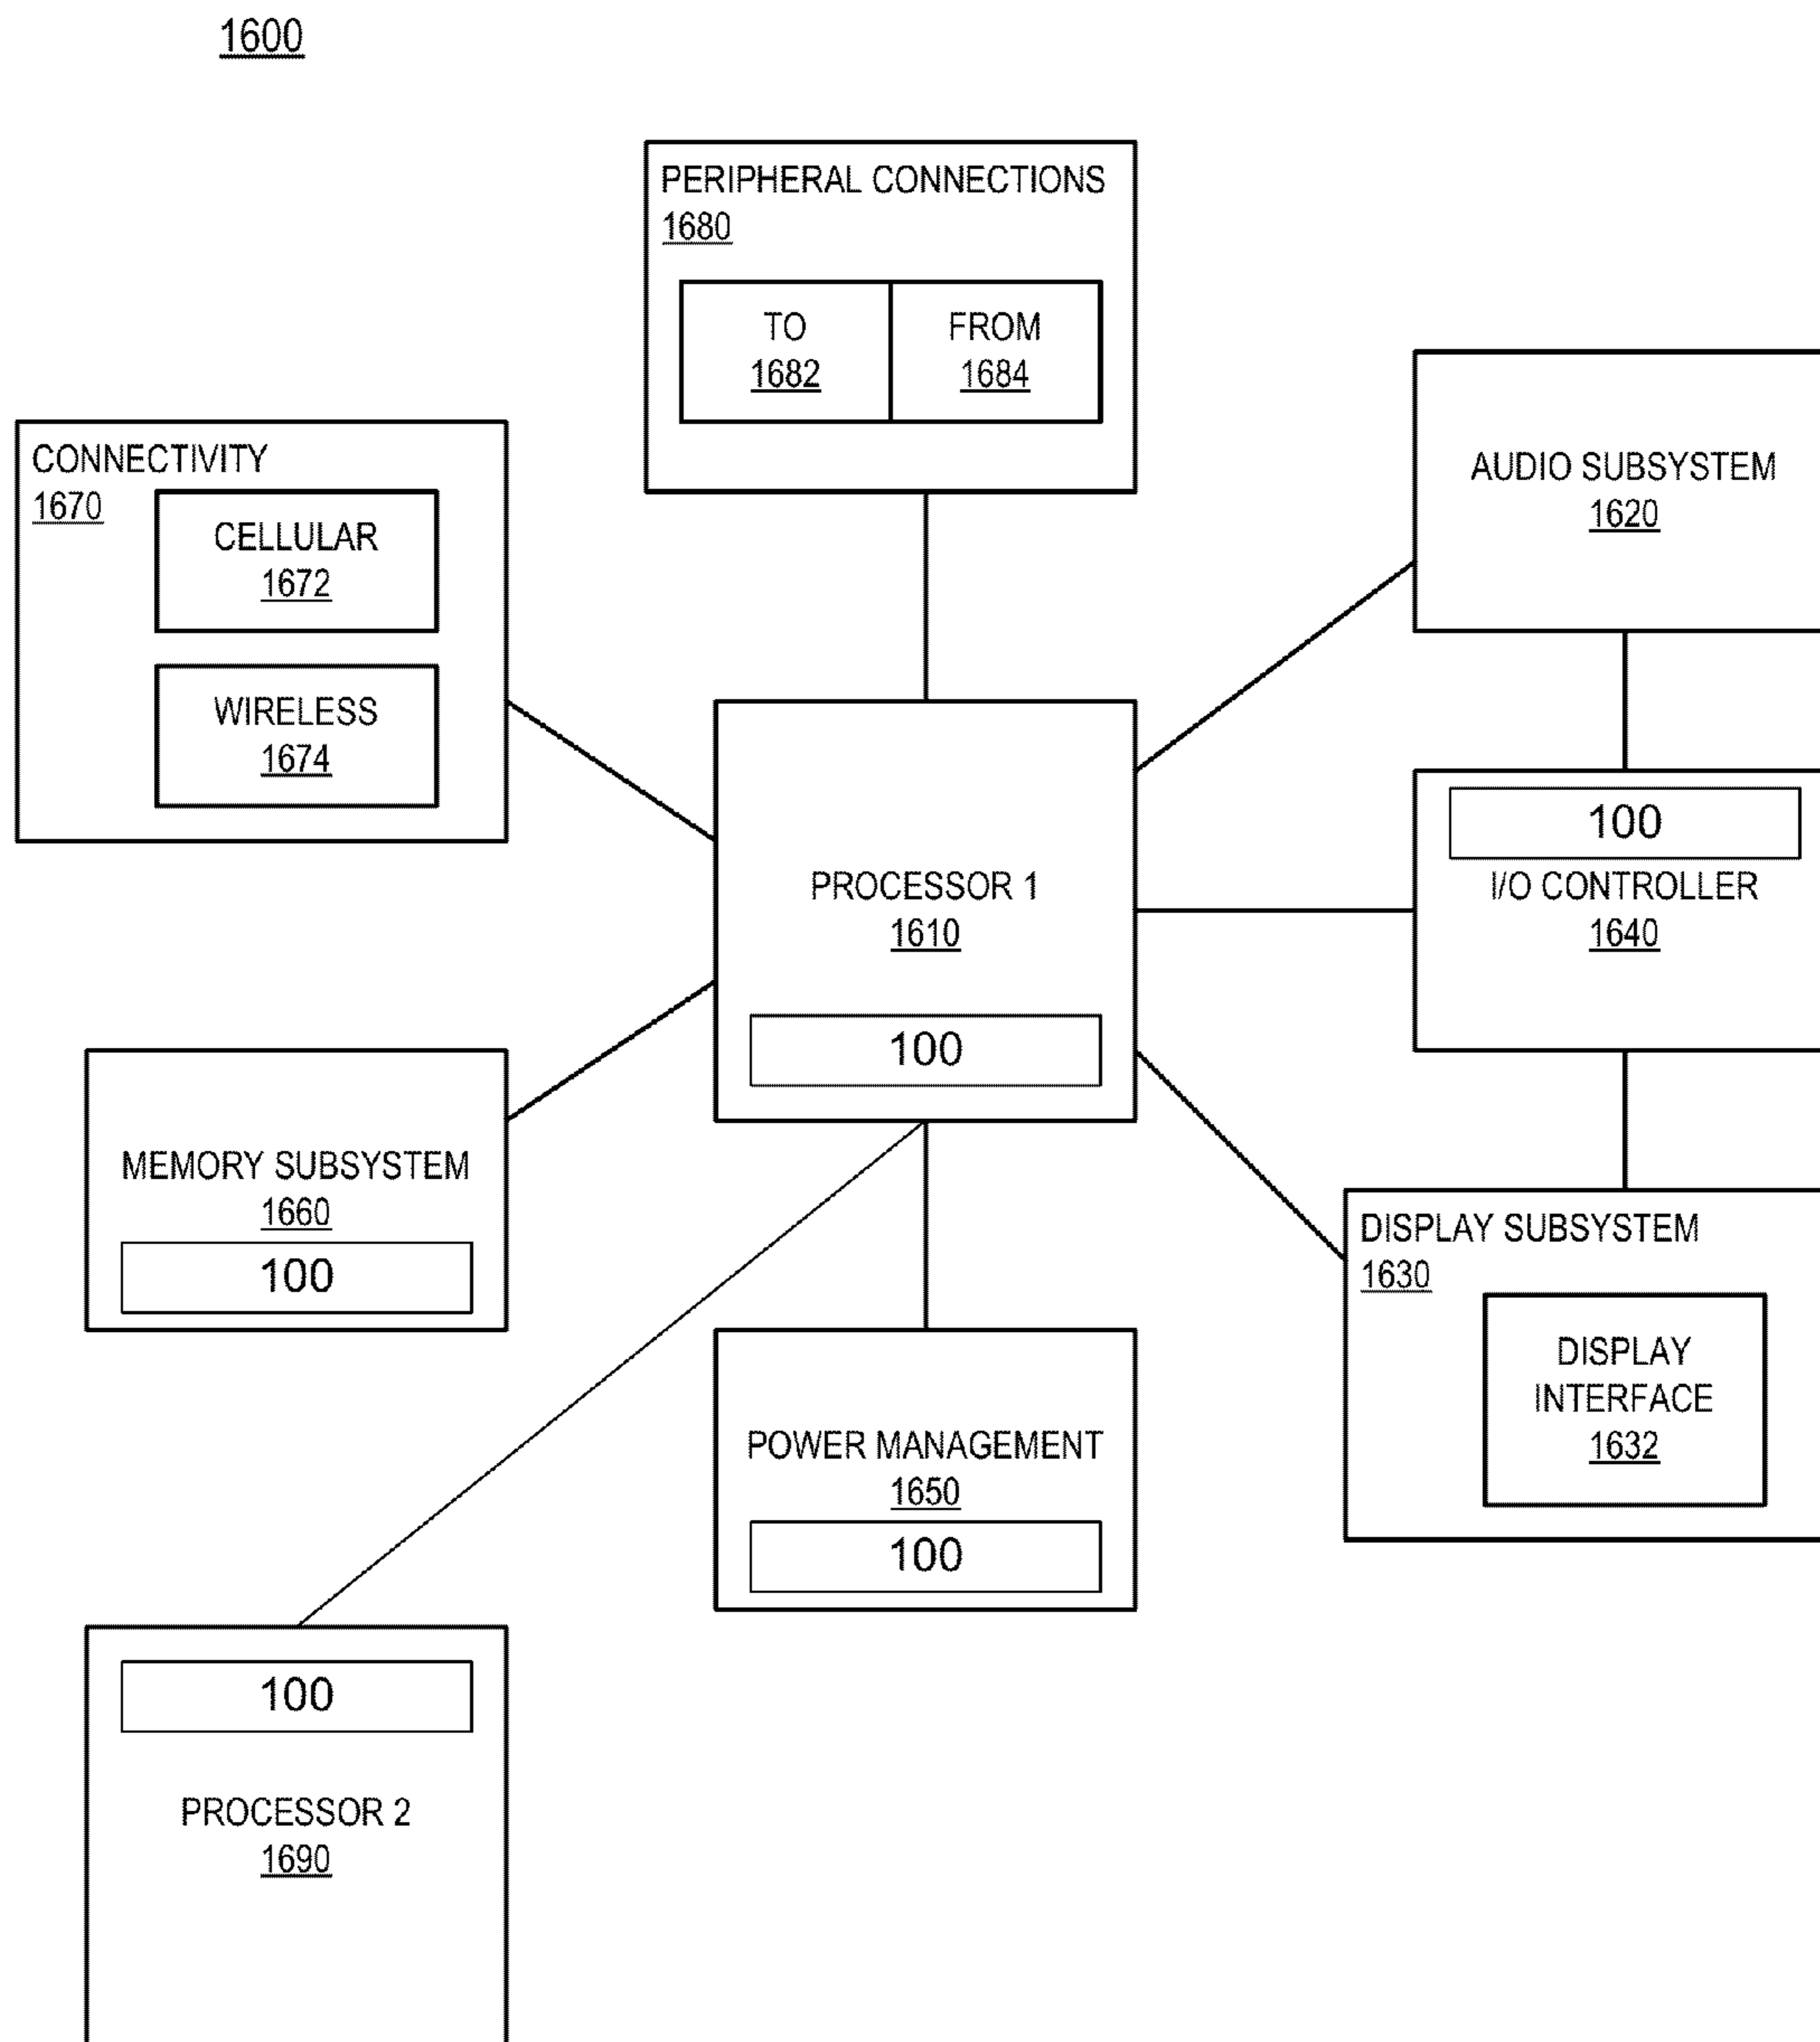 1600
PERIPHERAL CONNECTIONS
1680
TO
1682
FROM
1684
CONNECTIVITY
1670
CELLULAR
1672
WIRELESS
1674
AUDIO SUBSYSTEM
1620
PROCESSOR 1
1610
100
100
I/O CONTROLLER
1640
MEMORY SUBSYSTEM
1660
100
DISPLAY SUBSYSTEM
1630
DISPLAY
INTERFACE
1632
POWER MANAGEMENT
1650
100
100
PROCESSOR 2
1690